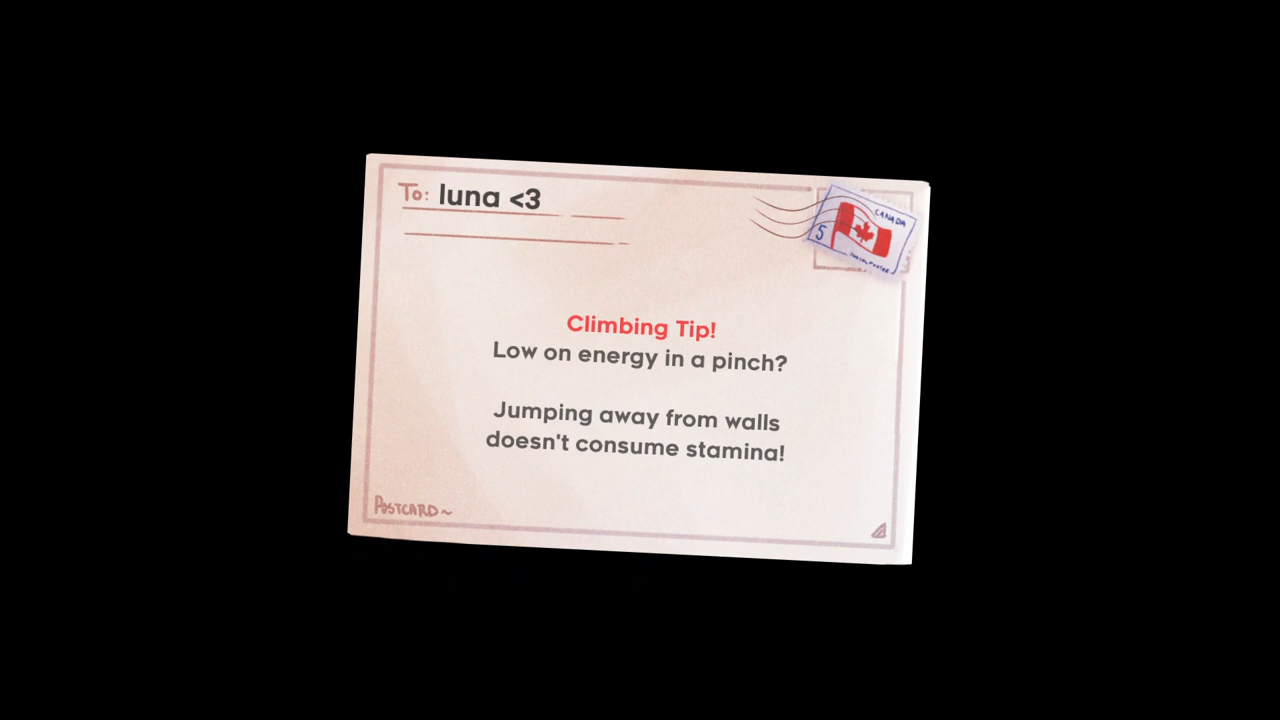 To: luna <3
CANADA
5
Climbing Tip!
Low on energy in a pinch?
Jumping away from walls
doesn't consume stamina!
POSTCARD~